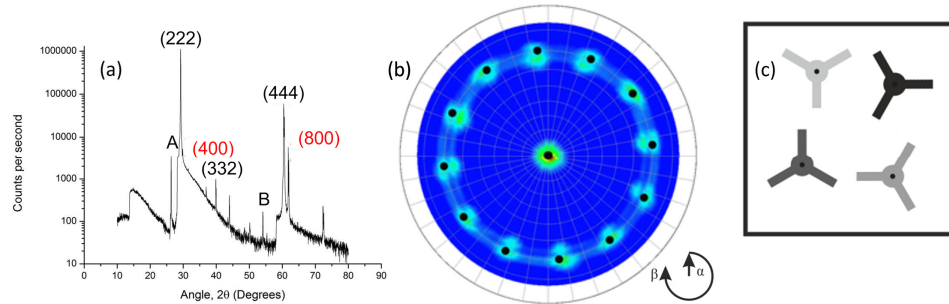 (222)
1000000
(a)
(444)
100000
10000
A
(400)
(800)
(332)
1000
B
100
10
0 10 20 30 40 50 60 70 80 90
Counts per second
Angle, 2θ (Degrees)
(b)
β
α
(c)